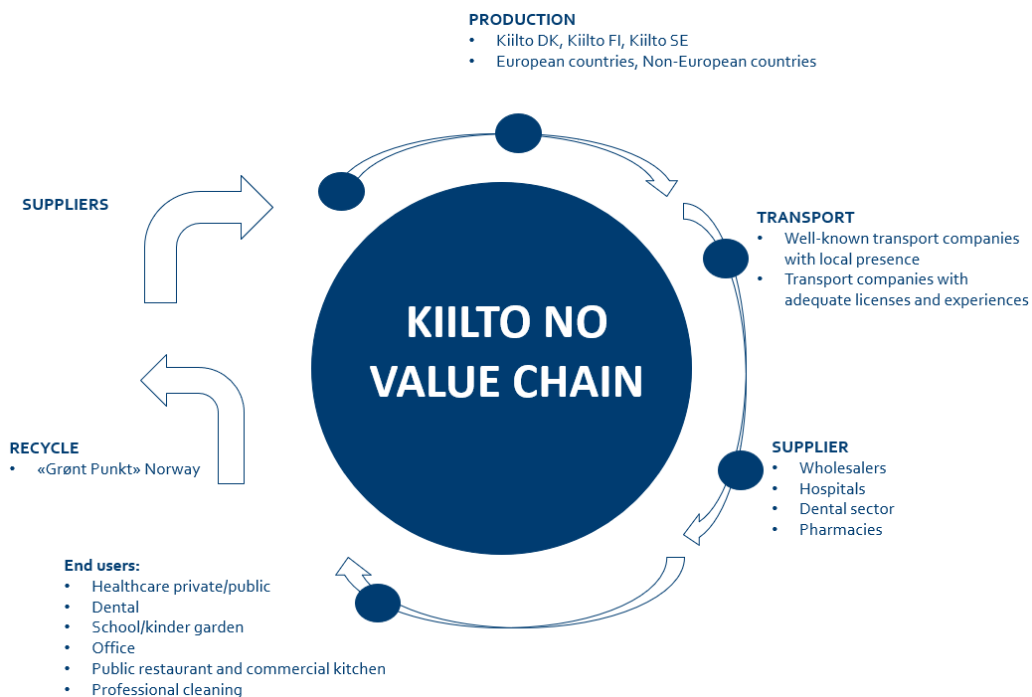 PRODUCTION
• Kiilto DK, Kiilto FI, Kiilto SE
• European countries, Non-European countries
SUPPLIERS
TRANSPORT
• Well-known transport companies
with local presence
• Transport companies with
adequate licenses and experiences
KIILTO NO
VALUE CHAIN
RECYCLE
• «Grønt Punkt» Norway
SUPPLIER
• Wholesalers
• Hospitals
• Dental sector
• Pharmacies
End users:
• Healthcare private/public
• Dental
• School/kinder garden
• Office
• Public restaurant and commercial kitchen
• Professional cleaning